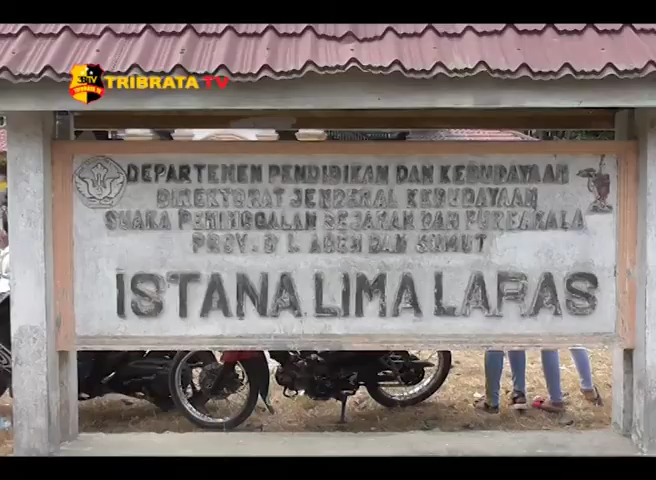 TRIBRATA TV
DEPARTEMEN PENDIDIKAN DAN KEBUDAYAAN
DIREKTORAT JENDERAL KEBUDAYAAN
SUAKA PENINGGALAN SEJARAH DAN PURBAKALA
PROV. D I. ACEH DAN SUMUT
ISTANA LIMA LARAS